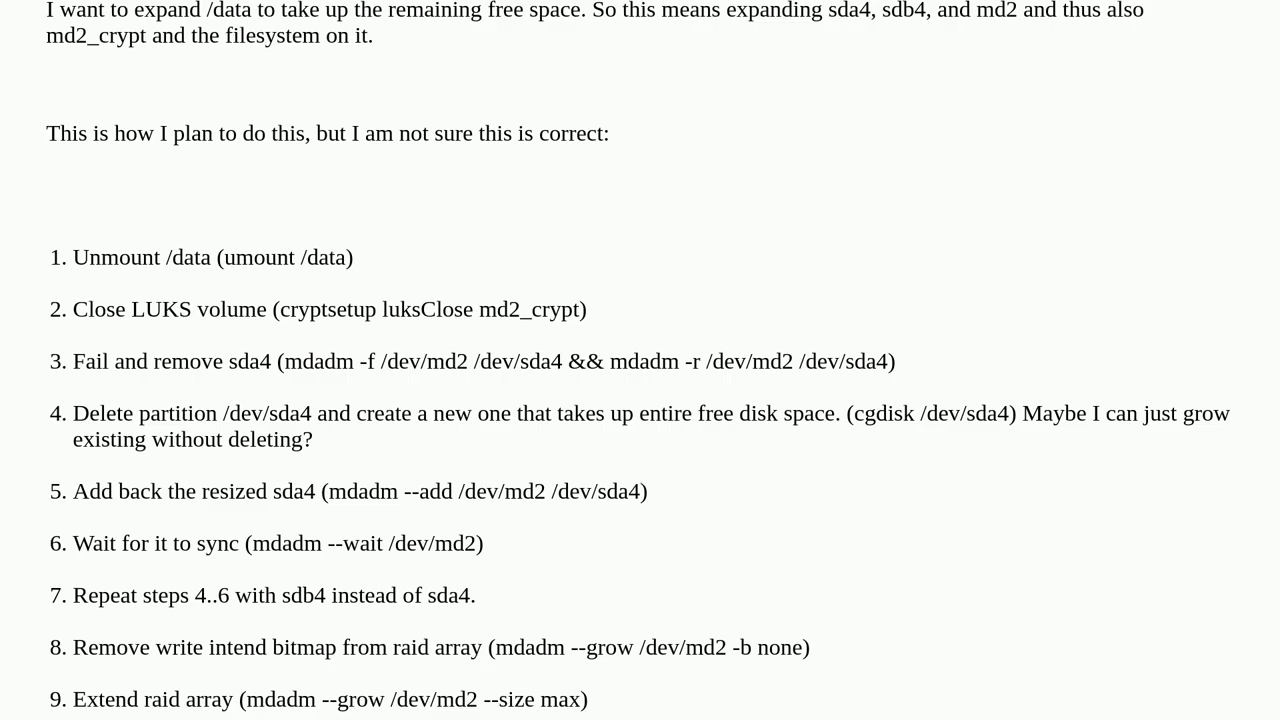 I want to expand /data to take up the remaining free space. So this means expanding sda4, sdb4, and md2 and thus also
md2_crypt and the filesystem on it.
This is how I plan to do this, but I am not sure this is correct:
1. Unmount /data (umount /data)
2. Close LUKS volume (cryptsetup luksClose md2_crypt)
3. Fail and remove sda4 (mdadm -f /dev/md2 /dev/sda4 && mdadm -r /dev/md2 /dev/sda4)
4. Delete partition /dev/sda4 and create a new one that takes up entire free disk space. (cgdisk /dev/sda4) Maybe I can just grow
existing without deleting?
5. Add back the resized sda4 (mdadm --add /dev/md2 /dev/sda4)
6. Wait for it to sync (mdadm --wait /dev/md2)
7. Repeat steps 4..6 with sdb4 instead of sda4.
8. Remove write intend bitmap from raid array (mdadm --grow /dev/md2 -b none)
9. Extend raid array (mdadm --grow /dev/md2 --size max)